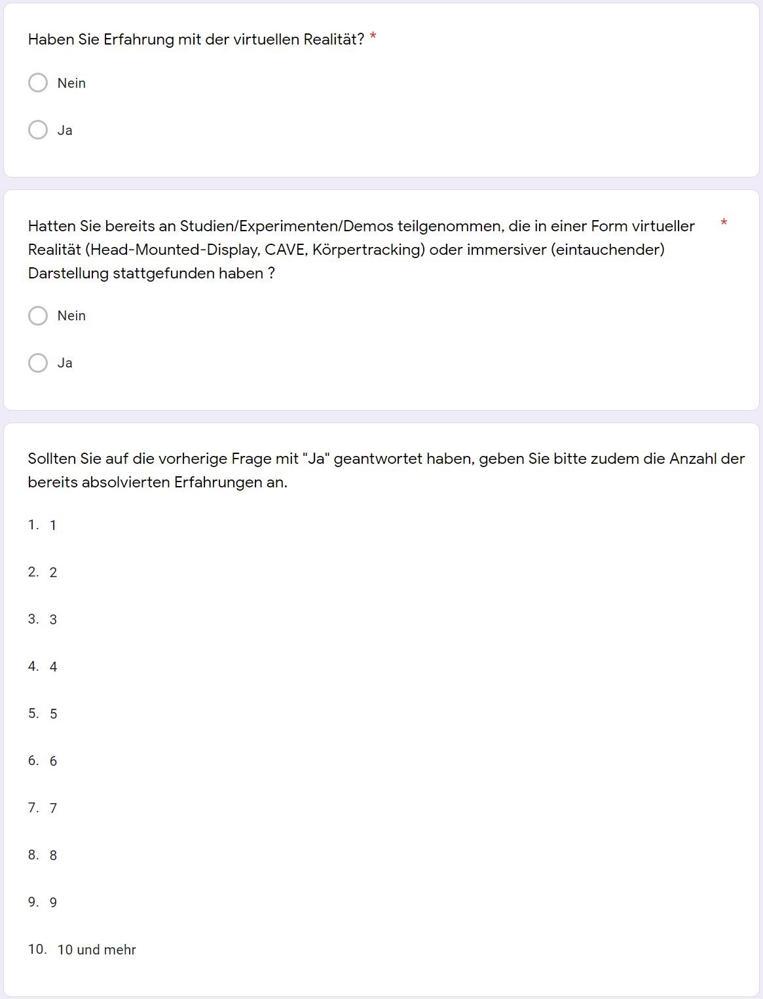 Haben Sie Erfahrung mit der virtuellen Realität? *
Nein
Ja
Hatten Sie bereits an Studien/Experimenten/Demos teilgenommen, die in einer Form virtueller *
Realität (Head-Mounted-Display, CAVE, Körpertracking) oder immersiver (eintauchender)
Darstellung stattgefunden haben ?
Nein
Ja
Sollten Sie auf die vorherige Frage mit "Ja" geantwortet haben, geben Sie bitte zudem die Anzahl der
bereits absolvierten Erfahrungen an.
1. 1
2. 2
3. 3
4. 4
5. 5
6. 6
7. 7
8. 8
9. 9
10. 10 und mehr